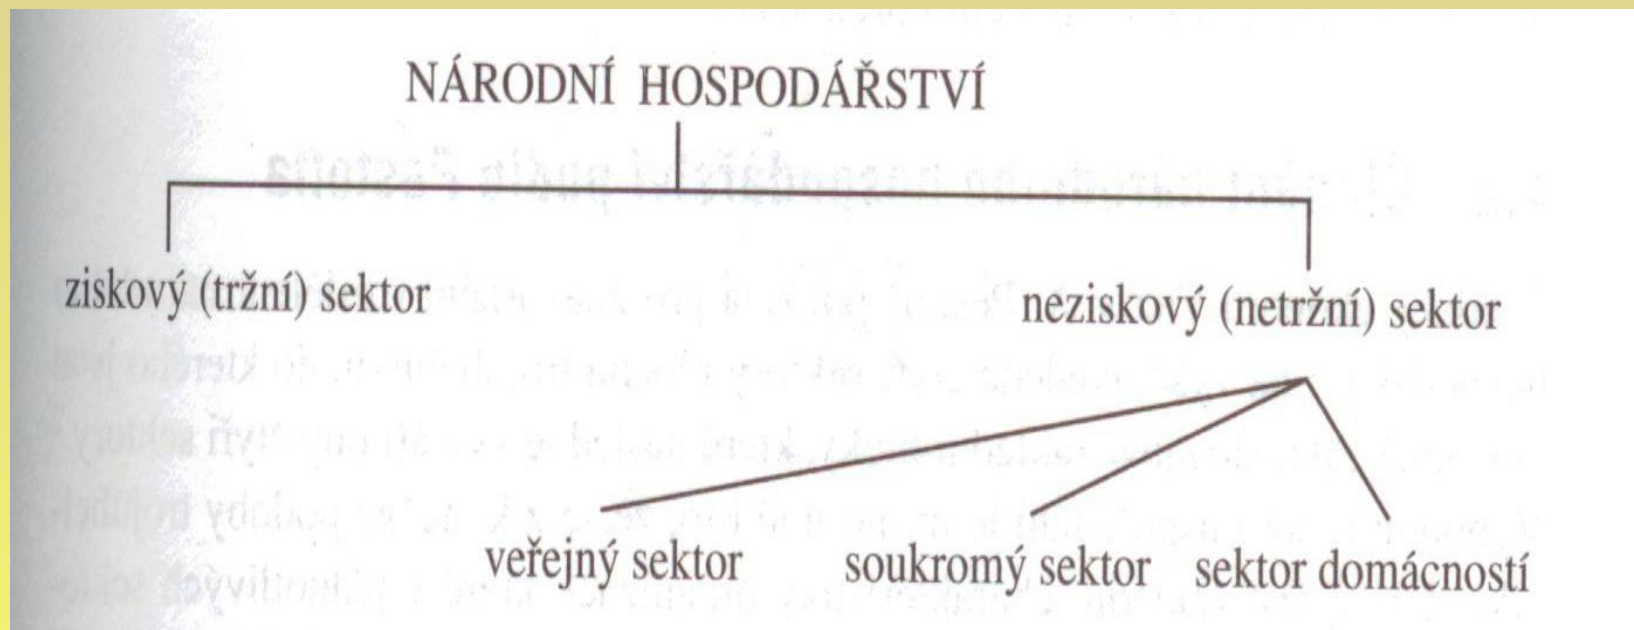 NÁRODNÍ HOSPODÁŘSTVÍ
ziskový (tržní) sektor
neziskový (netržní) sektor
veřejný sektor soukromý sektor sektor domácností